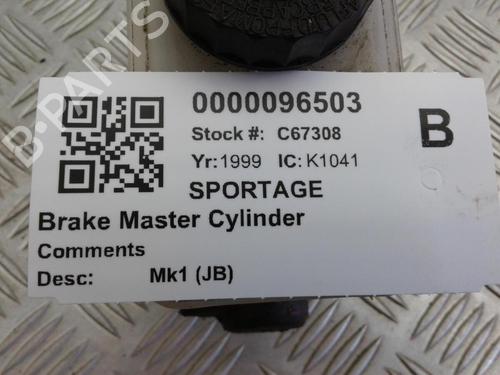 B-PARTS
0000096503
Stock #: C67308
B
Yr:1999 IC:K1041
SPORTAGE
Brake Master Cylinder
Comments
Desc: Mk1 (JB)